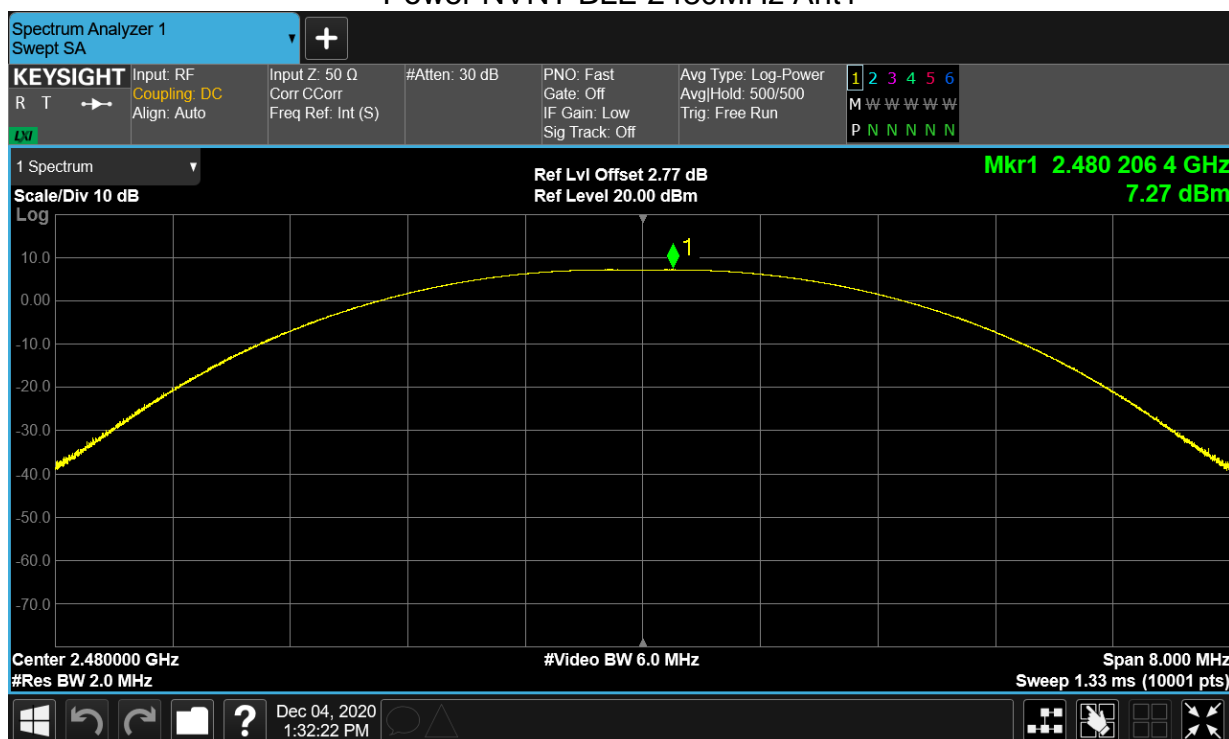 Power NVNT BLE 2480MHz Ant1
Spectrum Analyzer 1
Swept SA
KEYSIGHT
R T
LXI
Input: RF
Coupling: DC
Align: Auto
Input Z: 50 Ω
Corr CCorr
Freq Ref: Int (S)
#Atten: 30 dB
PNO: Fast
Gate: Off
IF Gain: Low
Sig Track: Off
Avg Type: Log-Power
Avg|Hold: 500/500
Trig: Free Run
1 2 3 4 5 6
M W W W W W
P N N N N N
1 Spectrum
Scale/Div 10 dB
Log
Ref Lvl Offset 2.77 dB
Ref Level 20.00 dBm
Mkr1 2.480 206 4 GHz
7.27 dBm
1
10.0
0.00
-10.0
-20.0
-30.0
-40.0
-50.0
-60.0
-70.0
Center 2.480000 GHz
#Res BW 2.0 MHz
#Video BW 6.0 MHz
Span 8.000 MHz
Sweep 1.33 ms (10001 pts)
?
Dec 04, 2020
1:32:22 PM